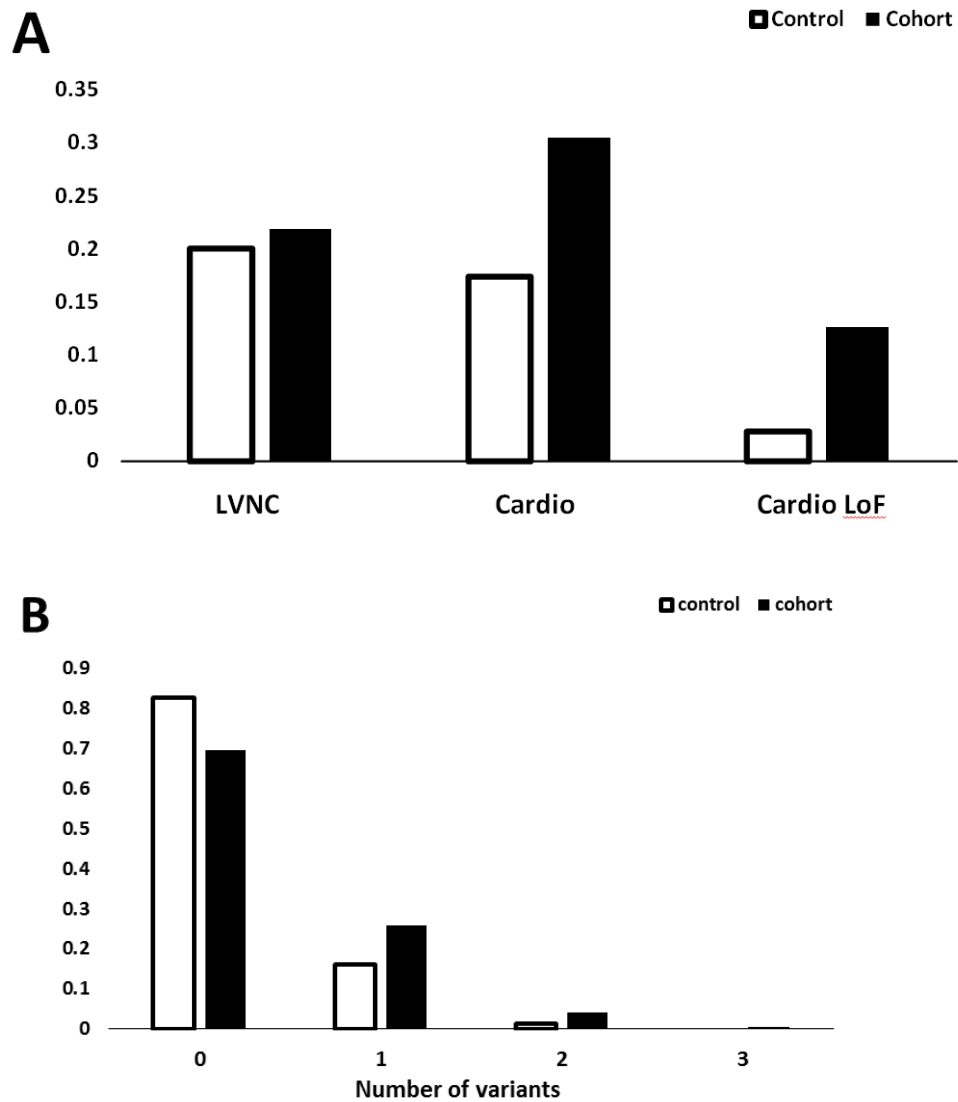 A
Control Cohort
0.35
0.3
0.25
0.2
0.15
0.1
0.05
0
LVNC Cardio Cardio LoF
B
control cohort
0.9
0.8
0.7
0.6
0.5
0.4
0.3
0.2
0.1
0
0 1 2 3
Number of variants